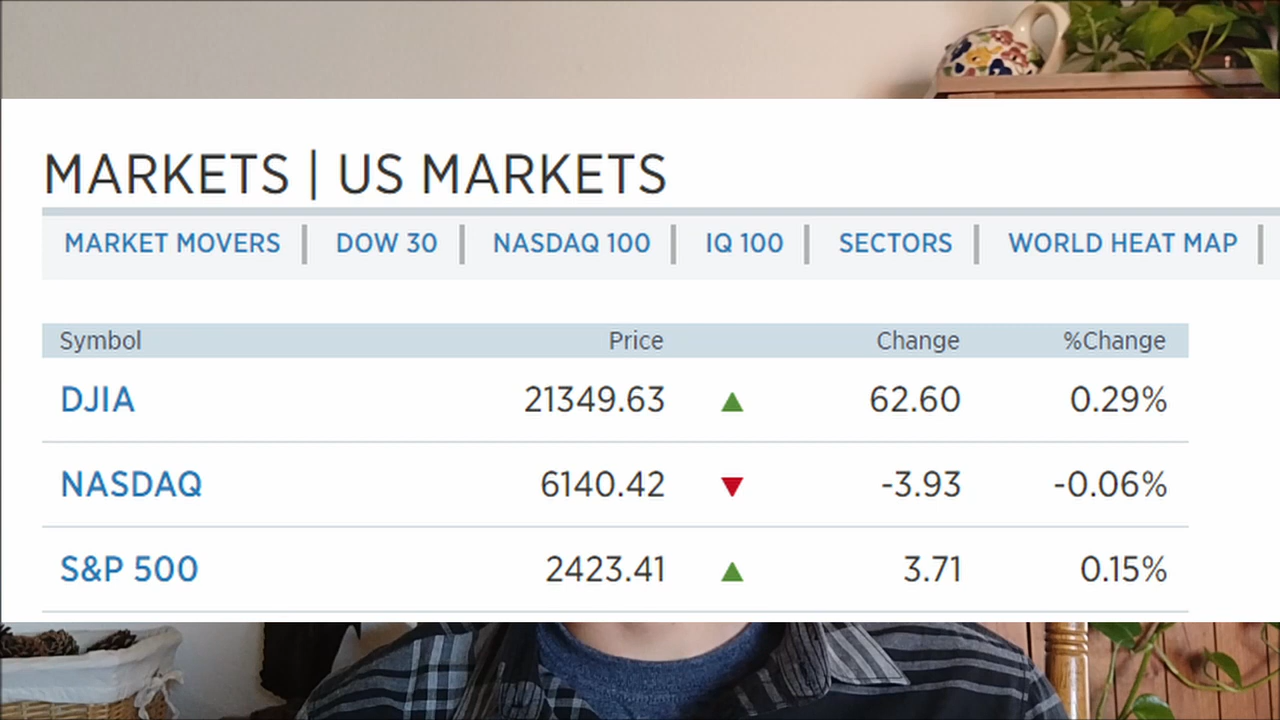 MARKETS | US MARKETS
MARKET MOVERS | DOW 30 | NASDAQ 100 | IQ 100 | SECTORS | WORLD HEAT MAP |
Symbol Price Change %Change
DJIA 21349.63 ▲ 62.60 0.29%
NASDAQ 6140.42 ▼ -3.93 -0.06%
S&P 500 2423.41 ▲ 3.71 0.15%